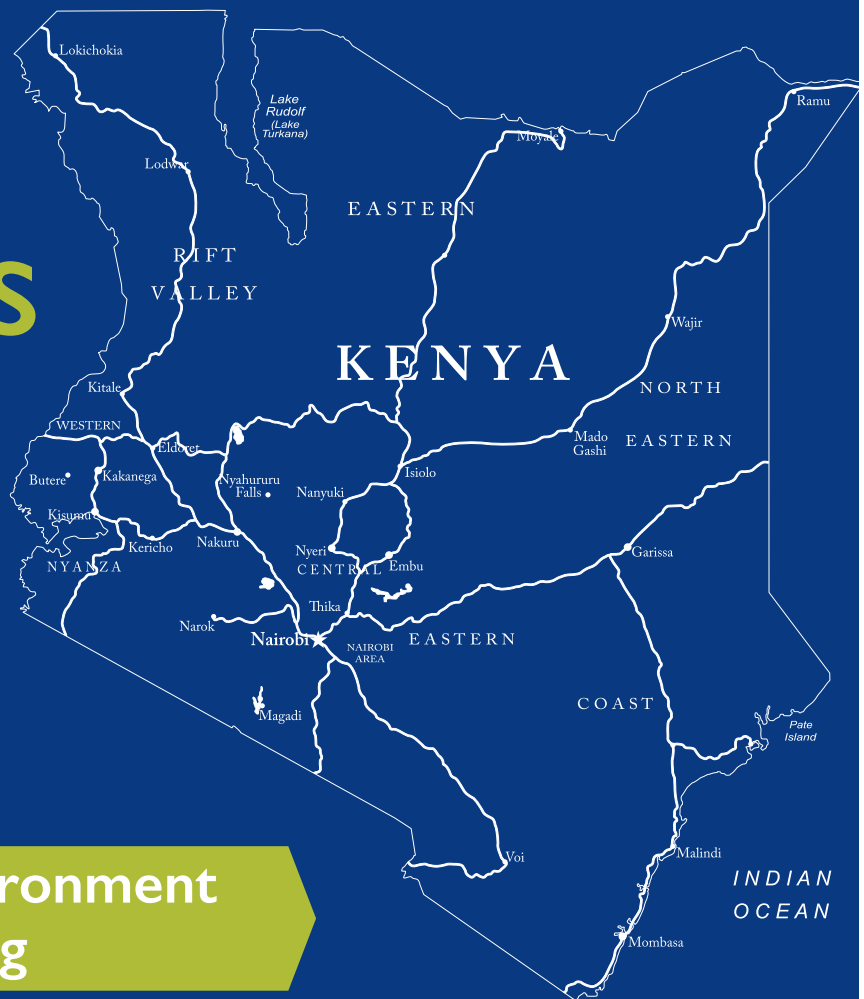 Lokichokia
Ramu
Lake
Rudolf
(Lake
Turkana)
Moyale
Lodwar
EASTERN
RIFT
VALLEY
S
Wajir
KENYA
Kitale
NORTH
EASTERN
WESTERN
Mado
Gashi
Eldoret
Butere
Kakanega
Nyahururu
Falls
Nanyuki
Isiolo
Kisumu
Kericho
Nakuru
Nyeri
Garissa
NYANZA
CENTRAL
Embu
Thika
Narok
Nairobi
NAIROBI
AREA
EASTERN
COAST
Magadi
Pate
Island
Voi
Malindi
INDIAN
OCEAN
ronment
g
Mombasa